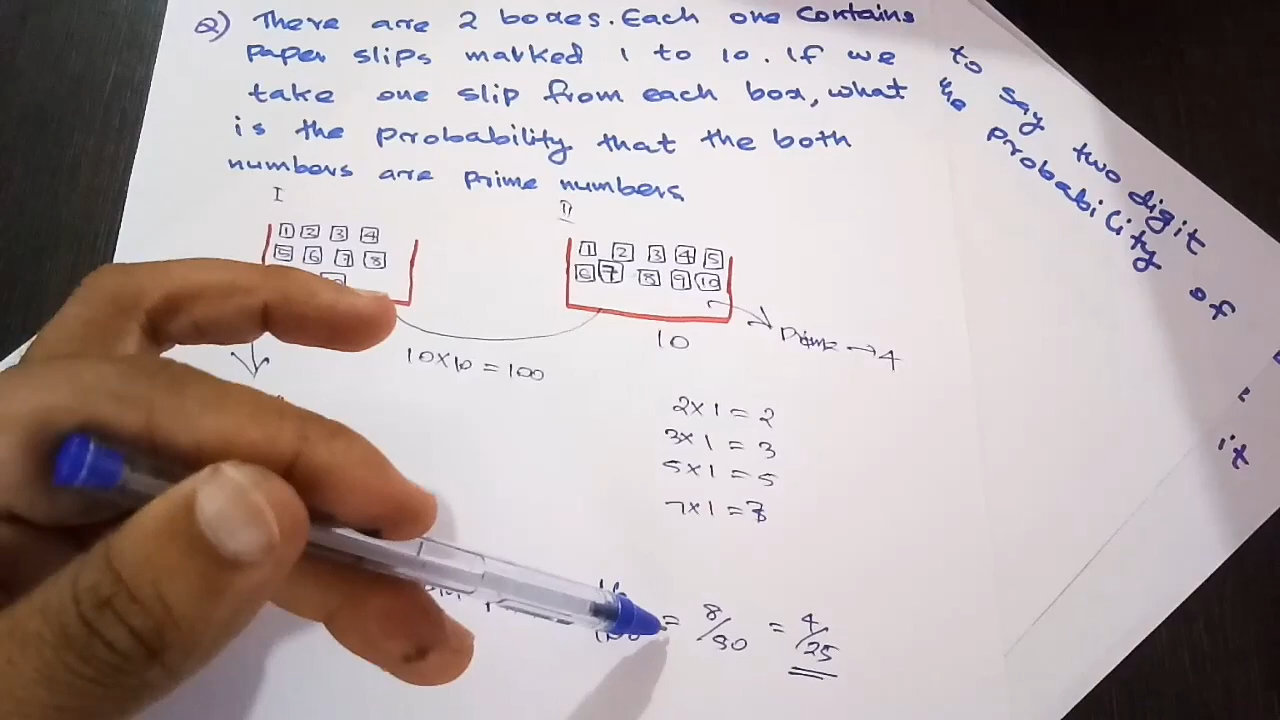 Q) There are 2 boxes. Each one contains
paper slips marked 1 to 10. If we
take one slip from each box, what
is the probability that the both
numbers are prime numbers
I
II
1 2 3 4
5 6 7 8
1 2 3 4 5
6 7 8 9 10
10
Prime → 4
10×10 = 100
2×1 = 2
3×1 = 3
5×1 = 5
7×1 =
= 8/50 = 4/25
to say two digit
the probability of
it